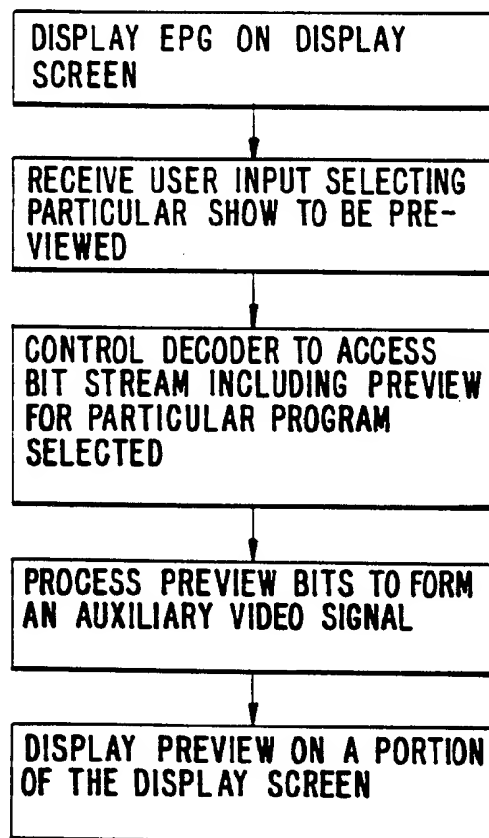 DISPLAY EPG ON DISPLAY
SCREEN
RECEIVE USER INPUT SELECTING
PARTICULAR SHOW TO BE PRE-
VIEWED
CONTROL DECODER TO ACCESS
BIT STREAM INCLUDING PREVIEW
FOR PARTICULAR PROGRAM
SELECTED
PROCESS PREVIEW BITS TO FORM
AN AUXILIARY VIDEO SIGNAL
DISPLAY PREVIEW ON A PORTION
OF THE DISPLAY SCREEN